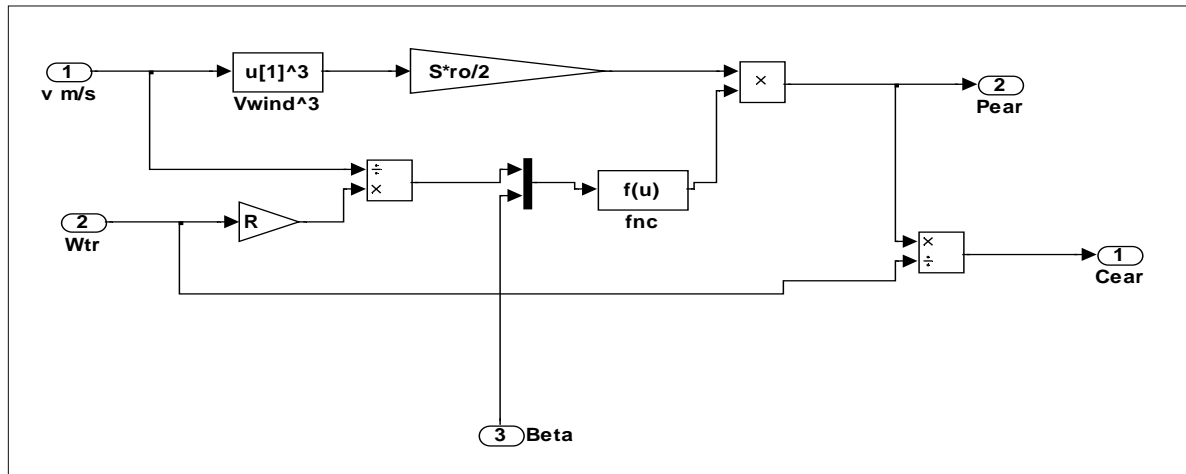 1
v m/s
u[1]^3
Vwind^3
S*ro/2
×
2
Pear
÷
×
2
Wtr
R
f(u)
fnc
×
÷
1
Cear
3
Beta